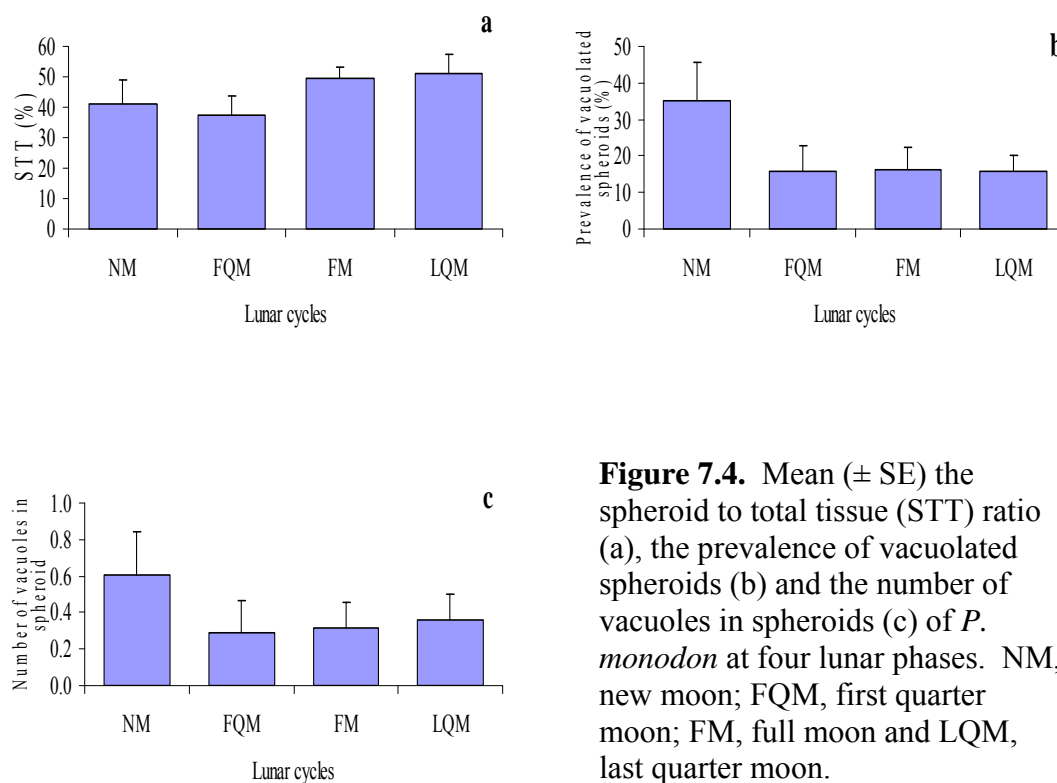 a
60
50
40
30
20
10
0
STT (%)
NM FQM FM LQM
Lunar cycles
b
50
40
30
20
10
0
Prevalence of vacuolated
spheroids (%)
NM FQM FM LQM
Lunar cycles
c
1.0
0.8
0.6
0.4
0.2
0.0
Number of vacuoles in
spheroid
NM FQM FM LQM
Lunar cycles
Figure 7.4. Mean (± SE) the
spheroid to total tissue (STT) ratio
(a), the prevalence of vacuolated
spheroids (b) and the number of
vacuoles in spheroids (c) of P.
monodon at four lunar phases. NM,
new moon; FQM, first quarter
moon; FM, full moon and LQM,
last quarter moon.